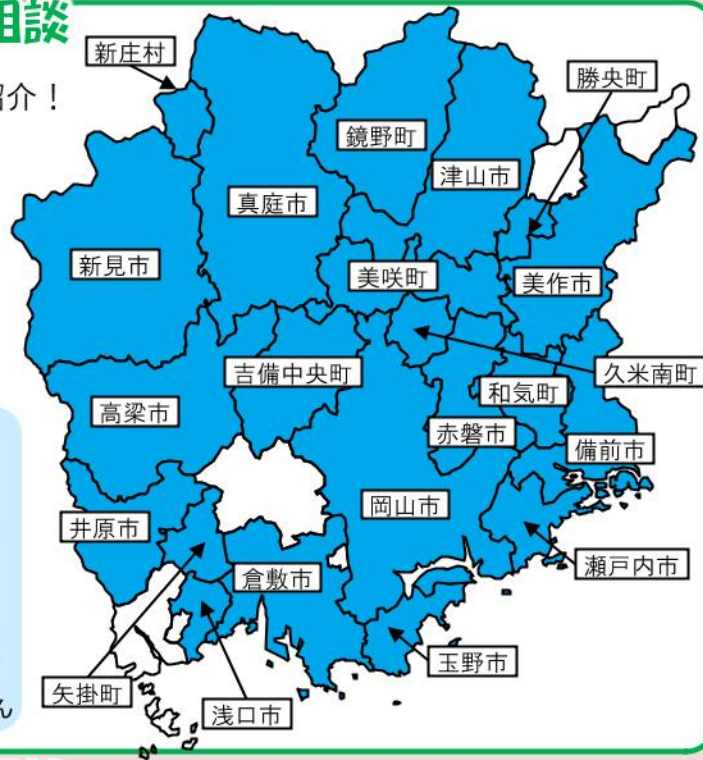 相談
新庄村
紹介！
勝央町
鏡野町
津山市
真庭市
新見市
美咲町
美作市
吉備中央町
久米南町
和気町
高梁市
赤磐市
備前市
岡山市
井原市
瀬戸内市
倉敷市
玉野市
矢掛町
浅口市
ん